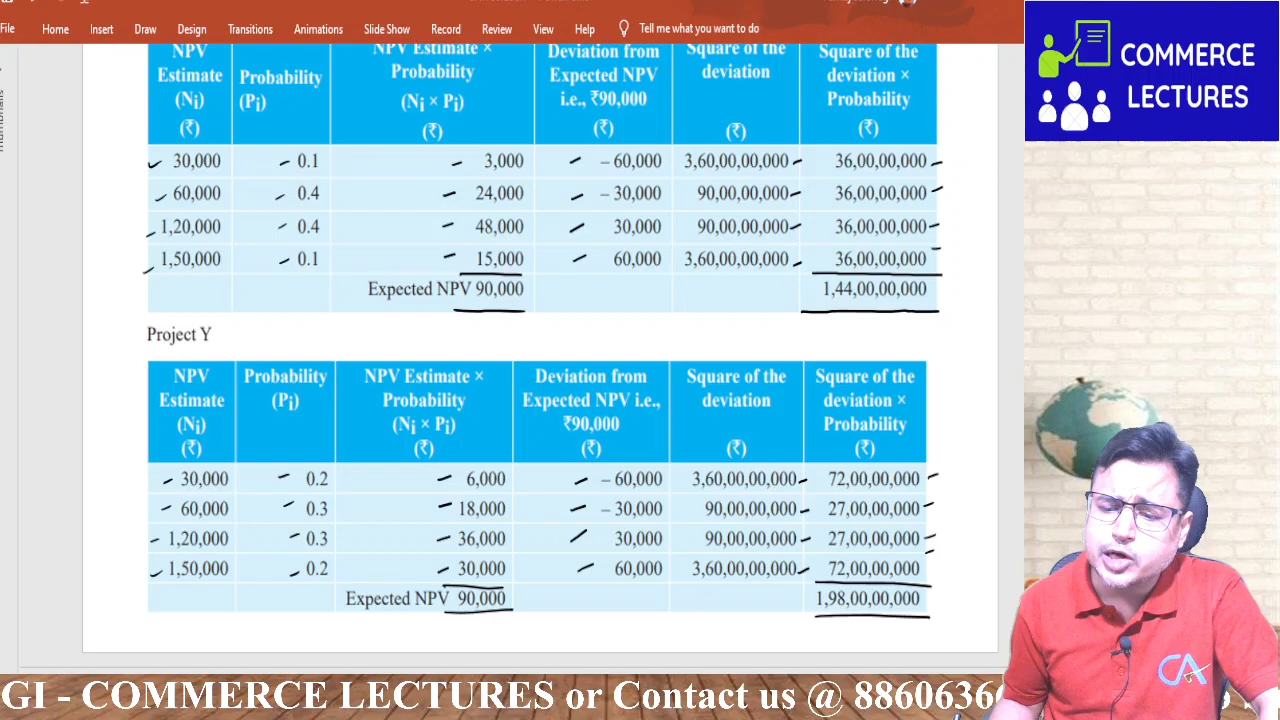 File Home Insert Draw Design Transitions Animations Slide Show Record Review View Help Tell me what you want to do
COMMERCE
LECTURES
NPV Estimate (Ni) (₹) Probability (Pi) NPV Estimate × Probability (Ni × Pi) (₹) Deviation from Expected NPV i.e., ₹90,000 (₹) Square of the deviation (₹) Square of the deviation × Probability (₹)
30,000 0.1 3,000 – 60,000 3,60,00,00,000 36,00,00,000
60,000 0.4 24,000 – 30,000 90,00,00,000 36,00,00,000
1,20,000 0.4 48,000 30,000 90,00,00,000 36,00,00,000
1,50,000 0.1 15,000 60,000 3,60,00,00,000 36,00,00,000
Expected NPV 90,000 1,44,00,00,000
Project Y
NPV Estimate (Ni) (₹) Probability (Pi) NPV Estimate × Probability (Ni × Pi) (₹) Deviation from Expected NPV i.e., ₹90,000 (₹) Square of the deviation (₹) Square of the deviation × Probability (₹)
30,000 0.2 6,000 – 60,000 3,60,00,00,000 72,00,00,000
60,000 0.3 18,000 – 30,000 90,00,00,000 27,00,00,000
1,20,000 0.3 36,000 30,000 90,00,00,000 27,00,00,000
1,50,000 0.2 30,000 60,000 3,60,00,00,000 72,00,00,000
Expected NPV 90,000 1,98,00,00,000
CA
GI - COMMERCE LECTURES or Contact us @ 8860636